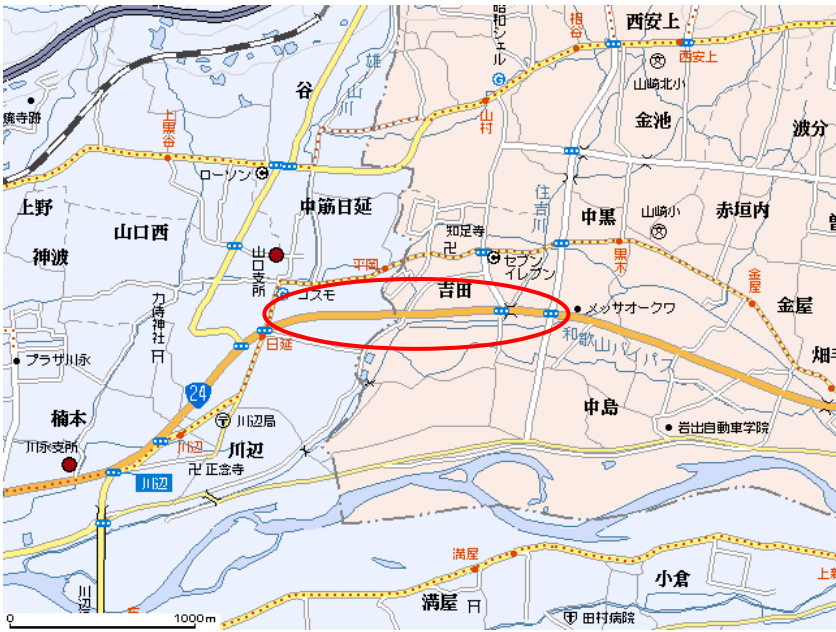 昭和シェル
根谷
西安上
西安上
山崎北小
金池
波分
谷
雄山川
山村
上黒谷
ローソン
上野
山口西
中筋日延
住吉川
中黒
山崎小
赤垣内
神波
山口支所
平岡
知足寺
セブンイレブン
黒木
金屋
金屋
コスモ
吉田
メッサオークワ
力侍神社
日延
和歌山バイパス
プラザ川永
24
楠本
川辺局
中島
川永支所
川辺
川辺
正念寺
岩出自動車学院
川辺
満屋
小倉
満屋
田村病院
0
1000m